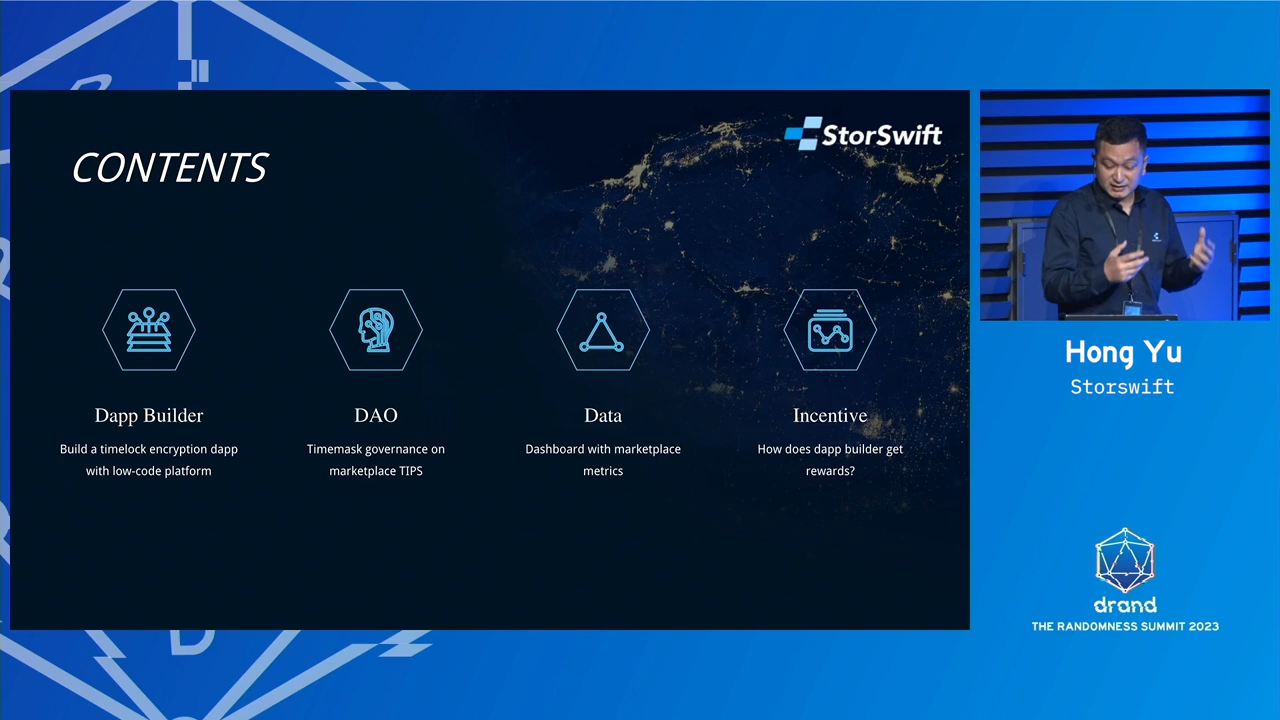 CONTENTS
StorSwift
Dapp Builder
Build a timelock encryption dapp
with low-code platform
DAO
Timemask governance on
marketplace TIPS
Data
Dashboard with marketplace
metrics
Incentive
How does dapp builder get
rewards?
Hong Yu
Storswift
drand
THE RANDOMNESS SUMMIT 2023